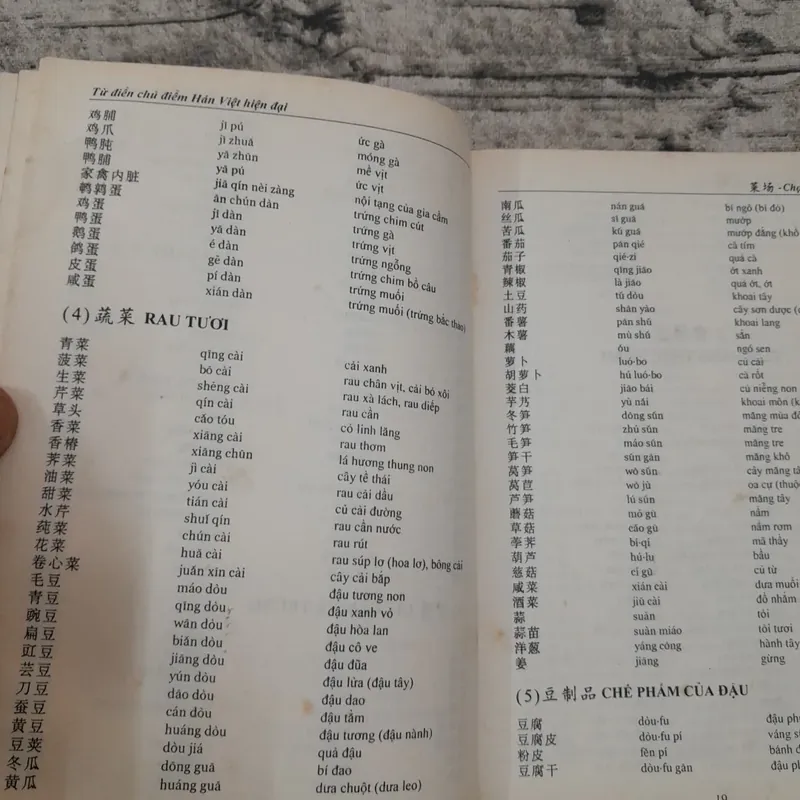 Từ điển chủ điểm Hán Việt hiện đại
鸡脯 jī pú ức gà
鸡爪 jī zhuǎ móng gà
鸭肫 yā zhūn mề vịt
鸭脯 yā pú ức vịt
家禽内脏 jiā qín nèi zàng nội tạng của gia cầm
鹌鹑蛋 ān chún dàn trứng chim cút
鸡蛋 jī dàn trứng gà
鸭蛋 yā dàn trứng vịt
鹅蛋 é dàn trứng ngỗng
鸽蛋 gē dàn trứng chim bồ câu
皮蛋 pí dàn trứng muối
咸蛋 xián dàn trứng muối (trứng bắc thảo)
(4) 蔬菜 RAU TƯƠI
青菜 qīng cài cải xanh
菠菜 bō cài rau chân vịt, cải bó xôi
生菜 shēng cài rau xà lách, rau diếp
芹菜 qín cài rau cần
草头 cǎo tóu cỏ linh lăng
香菜 xiāng cài rau thơm
香椿 xiāng chūn lá hương thung non
荠菜 jì cài cây tề thái
油菜 yóu cài rau cải dầu
甜菜 tián cài củ cải đường
水芹 shuǐ qín rau cần nước
莼菜 chún cài rau rút
花菜 huā cài rau súp lơ (hoa lơ), bông cải
卷心菜 juǎn xīn cài cây cải bắp
毛豆 máo dòu đậu tương non
青豆 qīng dòu đậu xanh vỏ
豌豆 wān dòu đậu hòa lan
扁豆 biǎn dòu đậu cô ve
豇豆 jiāng dòu đậu đũa
芸豆 yún dòu đậu lửa (đậu tây)
刀豆 dāo dòu đậu dao
蚕豆 cán dòu đậu tằm
黄豆 huáng dòu đậu tương (đậu nành)
豆荚 dòu jiá quả đậu
冬瓜 dōng guā bí đao
黄瓜 huáng guā dưa chuột (dưa leo)
菜场 -Chợ
南瓜 nán guā bí ngô (bí đỏ)
丝瓜 sī guā mướp
苦瓜 kǔ guā mướp đắng (khổ
番茄 pān qié cà tím
茄子 qié·zi quả cà
青椒 qīng jiāo ớt xanh
辣椒 là jiāo quả ớt, ớt
土豆 tǔ dòu khoai tây
山药 shān yào cây sơn dược (c
番薯 pān shǔ khoai lang
木薯 mù shǔ sắn
藕 ǒu ngó sen
萝卜 luó·bo củ cải
胡萝卜 hú luó·bo cà rốt
茭白 jiāo bái củ niễng non
芋艿 yù nǎi khoai môn (k
冬笋 dōng sǔn măng mùa đô
竹笋 zhú sǔn măng tre
毛笋 máo sǔn măng tre
笋干 sǔn gān măng khô
莴笋 wō sǔn cây măng tâ
莴苣 wō jù oa cự (thuộc
芦笋 lú sǔn măng tây
蘑菇 mó gū nấm
草菇 cǎo gū nấm rơm
荸荠 bí·qí mã thầy
葫芦 hú·lu bầu
慈菇 cí gū củ từ
咸菜 xián cài dưa muối
酒菜 jiǔ cài đồ nhắm
蒜 suàn tỏi
蒜苗 suàn miáo tỏi tươi
洋葱 yáng cóng hành tây
姜 jiāng gừng
(5) 豆制品 CHẾ PHẨM CỦA ĐẬU
豆腐 dòu·fu đậu ph
豆腐皮 dòu·fu pí váng s
粉皮 fěn pí bánh đ
豆腐干 dòu·fu gān đậu ph
19